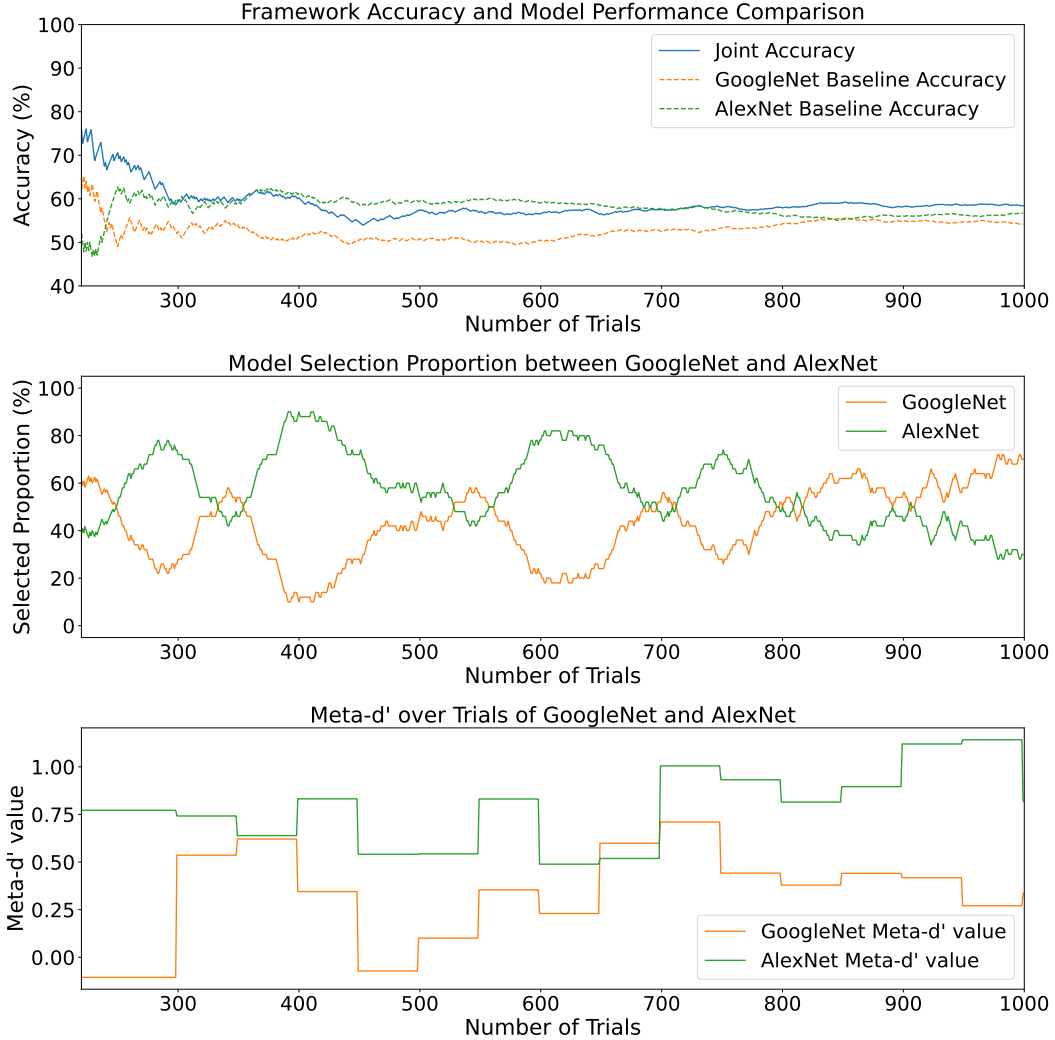 Framework Accuracy and Model Performance Comparison
100
90
80
70
60
50
40
Accuracy (%)
Joint Accuracy
GoogleNet Baseline Accuracy
AlexNet Baseline Accuracy
300 400 500 600 700 800 900 1000
Number of Trials
Model Selection Proportion between GoogleNet and AlexNet
100
80
60
40
20
0
Selected Proportion (%)
GoogleNet
AlexNet
300 400 500 600 700 800 900 1000
Number of Trials
Meta-d' over Trials of GoogleNet and AlexNet
1.00
0.75
0.50
0.25
0.00
Meta-d' value
GoogleNet Meta-d' value
AlexNet Meta-d' value
300 400 500 600 700 800 900 1000
Number of Trials